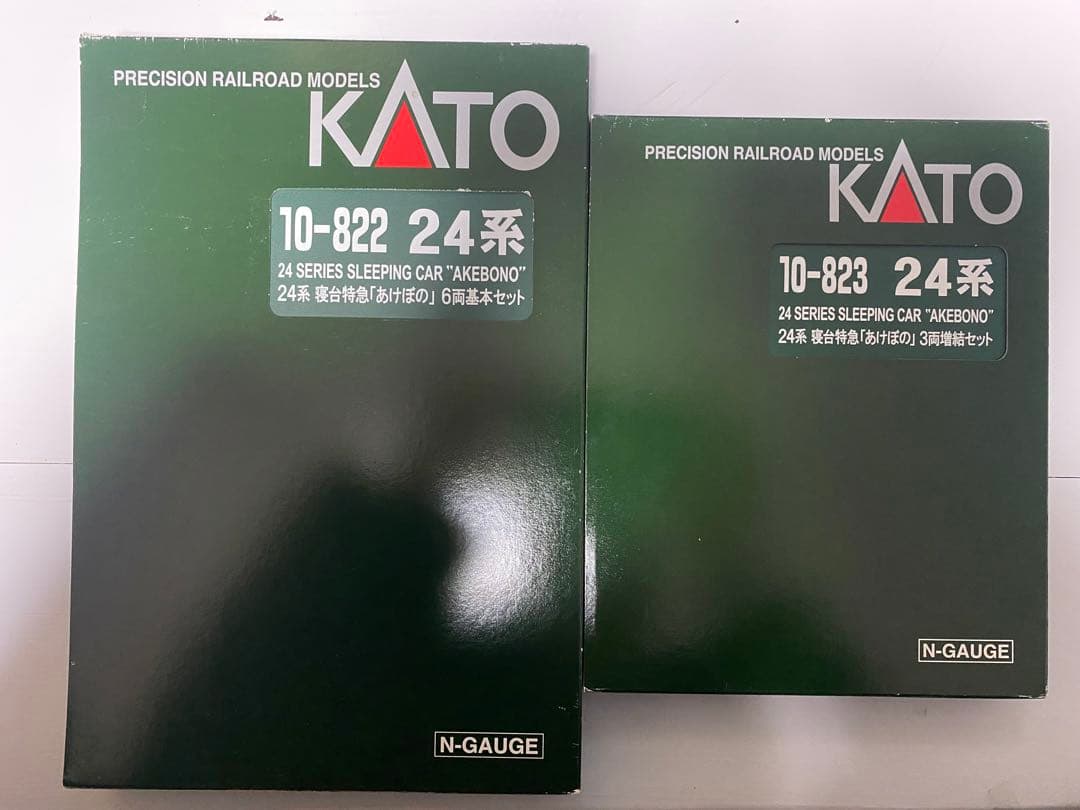 PRECISION RAILROAD MODELS
KATO
10-822 24系
24 SERIES SLEEPING CAR "AKEBONO"
24系 寝台特急「あけぼの」 6両基本セット
N-GAUGE
PRECISION RAILROAD MODELS
KATO
10-823 24系
24 SERIES SLEEPING CAR "AKEBONO"
24系 寝台特急「あけぼの」 3両増結セット
N-GAUGE